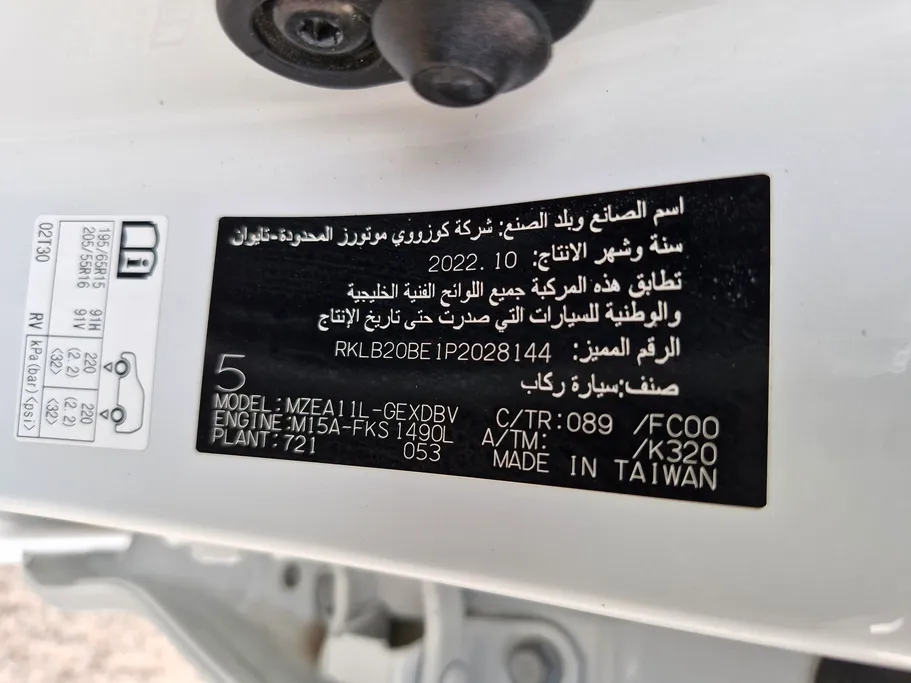 اسم الصانع وبلد الصنع: شركة كوزووي موتورز المحدودة-تايوان
سنة وشهر الانتاج: 2022.10
تطابق هذه المركبة جميع اللوائح الفنية الخليجية
والوطنية للسيارات التي صدرت حتى تاريخ الإنتاج
الرقم المميز: RKLB20BE1P2028144
صنف:سيارة ركاب
5
MODEL:MZEA11L-GEXDBV C/TR:089 /FC00
ENGINE:M15A-FKS 1490L A/TM: /K320
PLANT:721 053 MADE IN TAIWAN
02T30
195/65R15 91H
205/55R16 91V
RV kPa(bar)<psi>
220 (2.2) <32>
220 (2.2) <32>